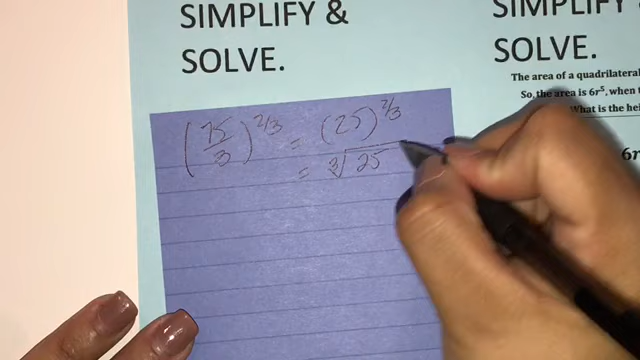 SIMPLIFY &
SOLVE.
(75/3)^2/3 = (25)^2/3
= ∛25
SIMPLIFY &
SOLVE.
The area of a quadrilateral
So, the area is 6r⁵, when
What is the hei
6r